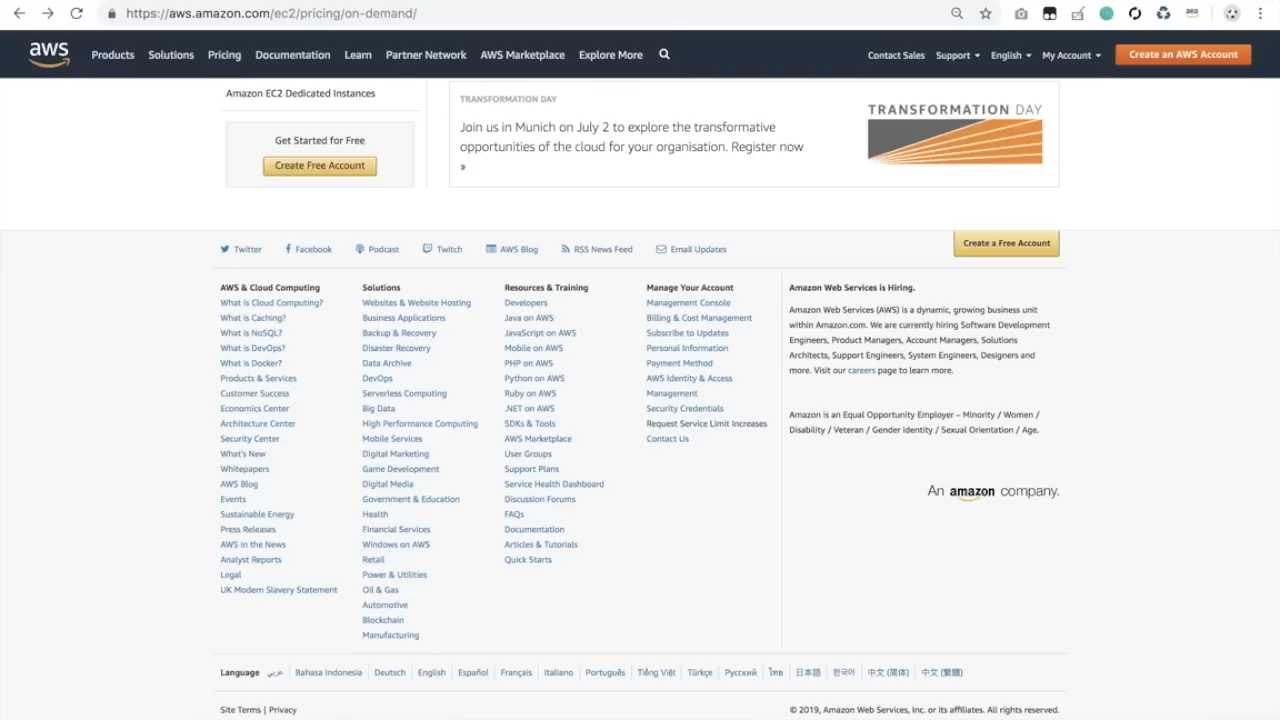 https://aws.amazon.com/ec2/pricing/on-demand/
aws
Products
Solutions
Pricing
Documentation
Learn
Partner Network
AWS Marketplace
Explore More
Contact Sales
Support
English
My Account
Create an AWS Account
Amazon EC2 Dedicated Instances
Get Started for Free
Create Free Account
TRANSFORMATION DAY
Join us in Munich on July 2 to explore the transformative
opportunities of the cloud for your organisation. Register now
»
TRANSFORMATION DAY
Twitter
Facebook
Podcast
Twitch
AWS Blog
RSS News Feed
Email Updates
Create a Free Account
AWS & Cloud Computing
What is Cloud Computing?
What is Caching?
What is NoSQL?
What is DevOps?
What is Docker?
Products & Services
Customer Success
Economics Center
Architecture Center
Security Center
What's New
Whitepapers
AWS Blog
Events
Sustainable Energy
Press Releases
AWS in the News
Analyst Reports
Legal
UK Modern Slavery Statement
Solutions
Websites & Website Hosting
Business Applications
Backup & Recovery
Disaster Recovery
Data Archive
DevOps
Serverless Computing
Big Data
High Performance Computing
Mobile Services
Digital Marketing
Game Development
Digital Media
Government & Education
Health
Financial Services
Windows on AWS
Retail
Power & Utilities
Oil & Gas
Automotive
Blockchain
Manufacturing
Resources & Training
Developers
Java on AWS
JavaScript on AWS
Mobile on AWS
PHP on AWS
Python on AWS
Ruby on AWS
.NET on AWS
SDKs & Tools
AWS Marketplace
User Groups
Support Plans
Service Health Dashboard
Discussion Forums
FAQs
Documentation
Articles & Tutorials
Quick Starts
Manage Your Account
Management Console
Billing & Cost Management
Subscribe to Updates
Personal Information
Payment Method
AWS Identity & Access
Management
Security Credentials
Request Service Limit Increases
Contact Us
Amazon Web Services is Hiring.
Amazon Web Services (AWS) is a dynamic, growing business unit
within Amazon.com. We are currently hiring Software Development
Engineers, Product Managers, Account Managers, Solutions
Architects, Support Engineers, System Engineers, Designers and
more. Visit our careers page to learn more.
Amazon is an Equal Opportunity Employer – Minority / Women /
Disability / Veteran / Gender Identity / Sexual Orientation / Age.
An amazon company.
Language عربي Bahasa Indonesia Deutsch English Español Français Italiano Português Tiếng Việt Türkçe Ρусский ไทย 日本語 한국어 中文 (简体) 中文 (繁體)
Site Terms | Privacy
© 2019, Amazon Web Services, Inc. or its affiliates. All rights reserved.